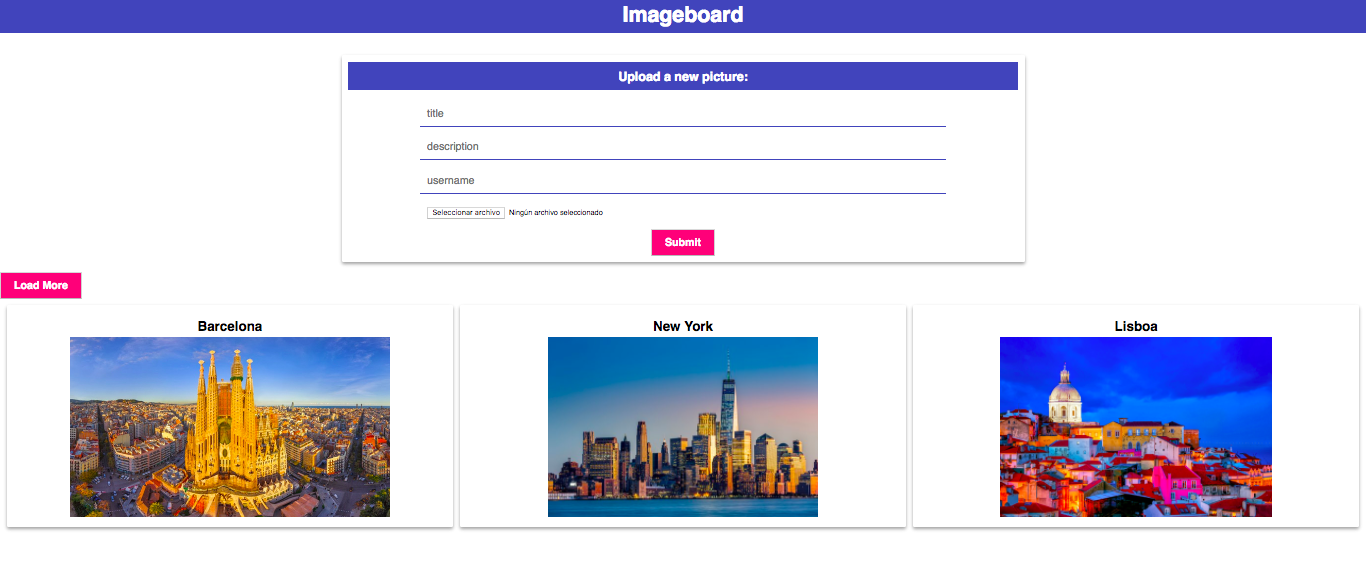 Imageboard
Upload a new picture:
title
description
username
Seleccionar archivo Ningún archivo seleccionado
Submit
Load More
Barcelona
New York
Lisboa